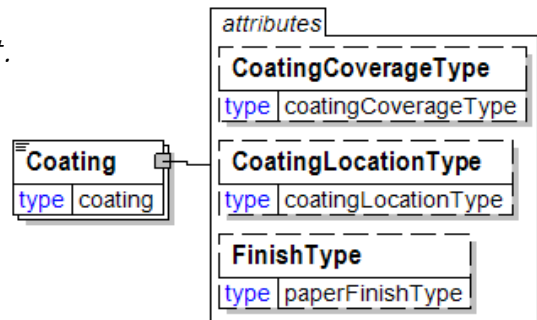 attributes
t.
CoatingCoverageType
type coatingCoverageType
Coating
type coating
CoatingLocationType
type coatingLocationType
FinishType
type paperFinishType